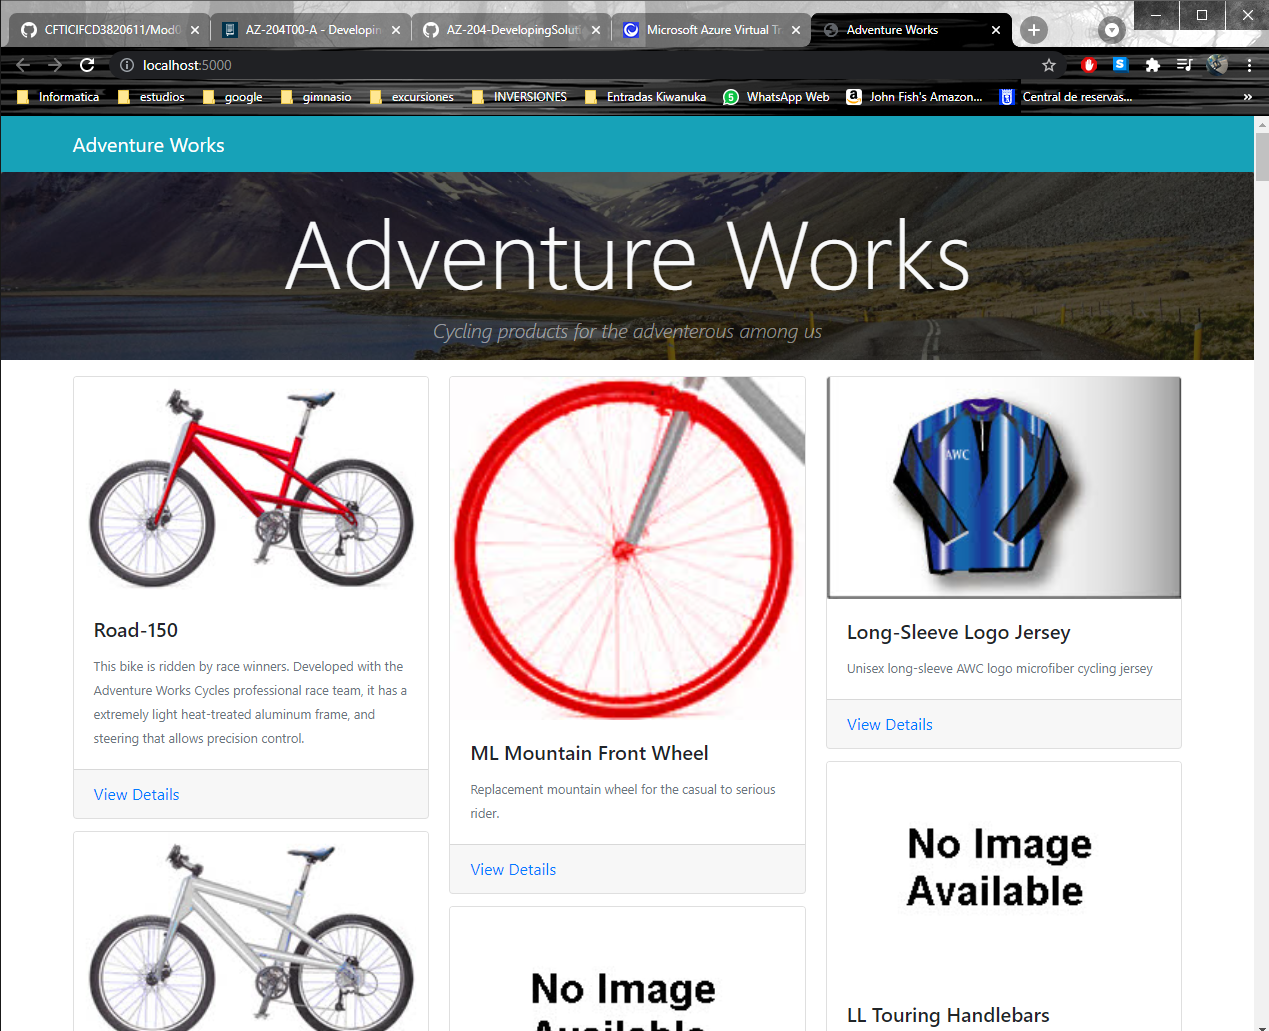 CFTICIFCD3820611/Mod0
AZ-204T00-A - Developin
AZ-204-DevelopingSoluti
Microsoft Azure Virtual Tr
Adventure Works
localhost:5000
Informatica
estudios
google
gimnasio
excursiones
INVERSIONES
Entradas Kiwanuka
WhatsApp Web
John Fish's Amazon...
Central de reservas...
»
Adventure Works
Adventure Works
Cycling products for the adventerous among us
Road-150
This bike is ridden by race winners. Developed with the
Adventure Works Cycles professional race team, it has a
extremely light heat-treated aluminum frame, and
steering that allows precision control.
View Details
ML Mountain Front Wheel
Replacement mountain wheel for the casual to serious
rider.
View Details
No Image
Available
AWC
Long-Sleeve Logo Jersey
Unisex long-sleeve AWC logo microfiber cycling jersey
View Details
No Image
Available
LL Touring Handlebars